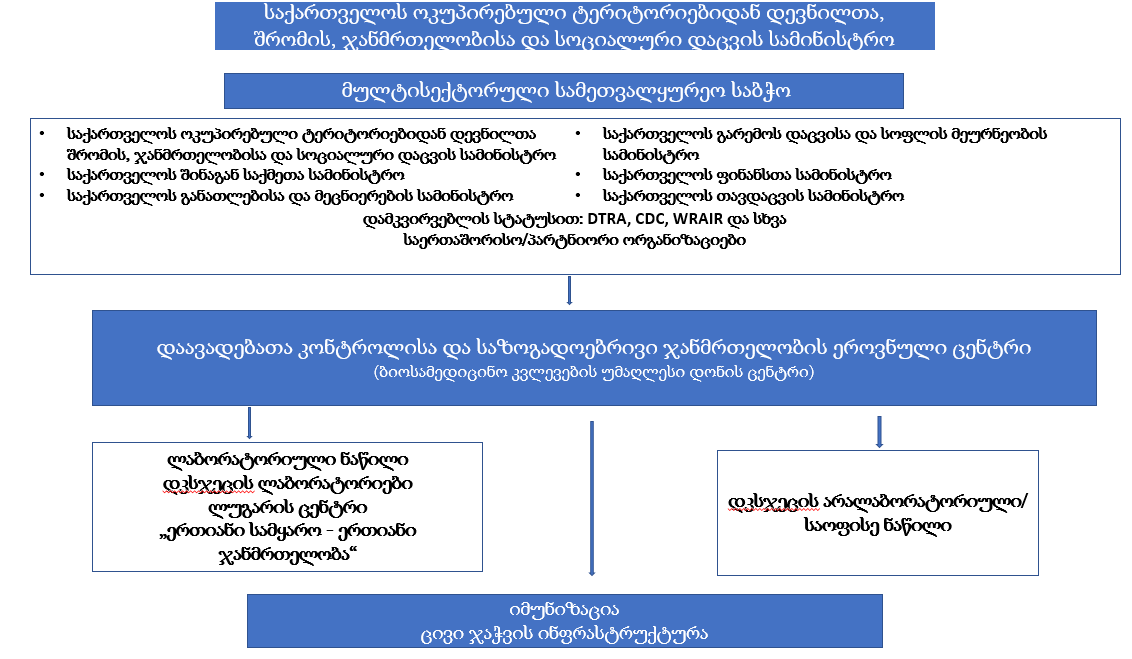 საქართველოს ოკუპირებული ტერიტორიებიდან დევნილთა,
შრომის, ჯანმრთელობისა და სოციალური დაცვის სამინისტრო
მულტისექტორული სამეთვალყურეო საბჭო
• საქართველოს ოკუპირებული ტერიტორიებიდან დევნილთა
შრომის, ჯანმრთელობისა და სოციალური დაცვის სამინისტრო
• საქართველოს შინაგან საქმეთა სამინისტრო
• საქართველოს განათლებისა და მეცნიერების სამინისტრო
• საქართველოს გარემოს დაცვისა და სოფლის მეურნეობის
სამინისტრო
• საქართველოს ფინანსთა სამინისტრო
• საქართველოს თავდაცვის სამინისტრო
დამკვირვებლის სტატუსით: DTRA, CDC, WRAIR და სხვა
საერთაშორისო/პარტნიორი ორგანიზაციები
დაავადებათა კონტროლისა და საზოგადოებრივი ჯანმრთელობის ეროვნული ცენტრი
(ბიოსამედიცინო კვლევების უმაღლესი დონის ცენტრი)
ლაბორატორიული ნაწილი
დკსჯეცის ლაბორატორიები
ლუგარის ცენტრი
„ერთიანი სამყარო - ერთიანი
ჯანმრთელობა“
დკსჯეცის არალაბორატორიული/
საოფისე ნაწილი
იმუნიზაცია
ცივი ჯაჭვის ინფრასტრუქტურა